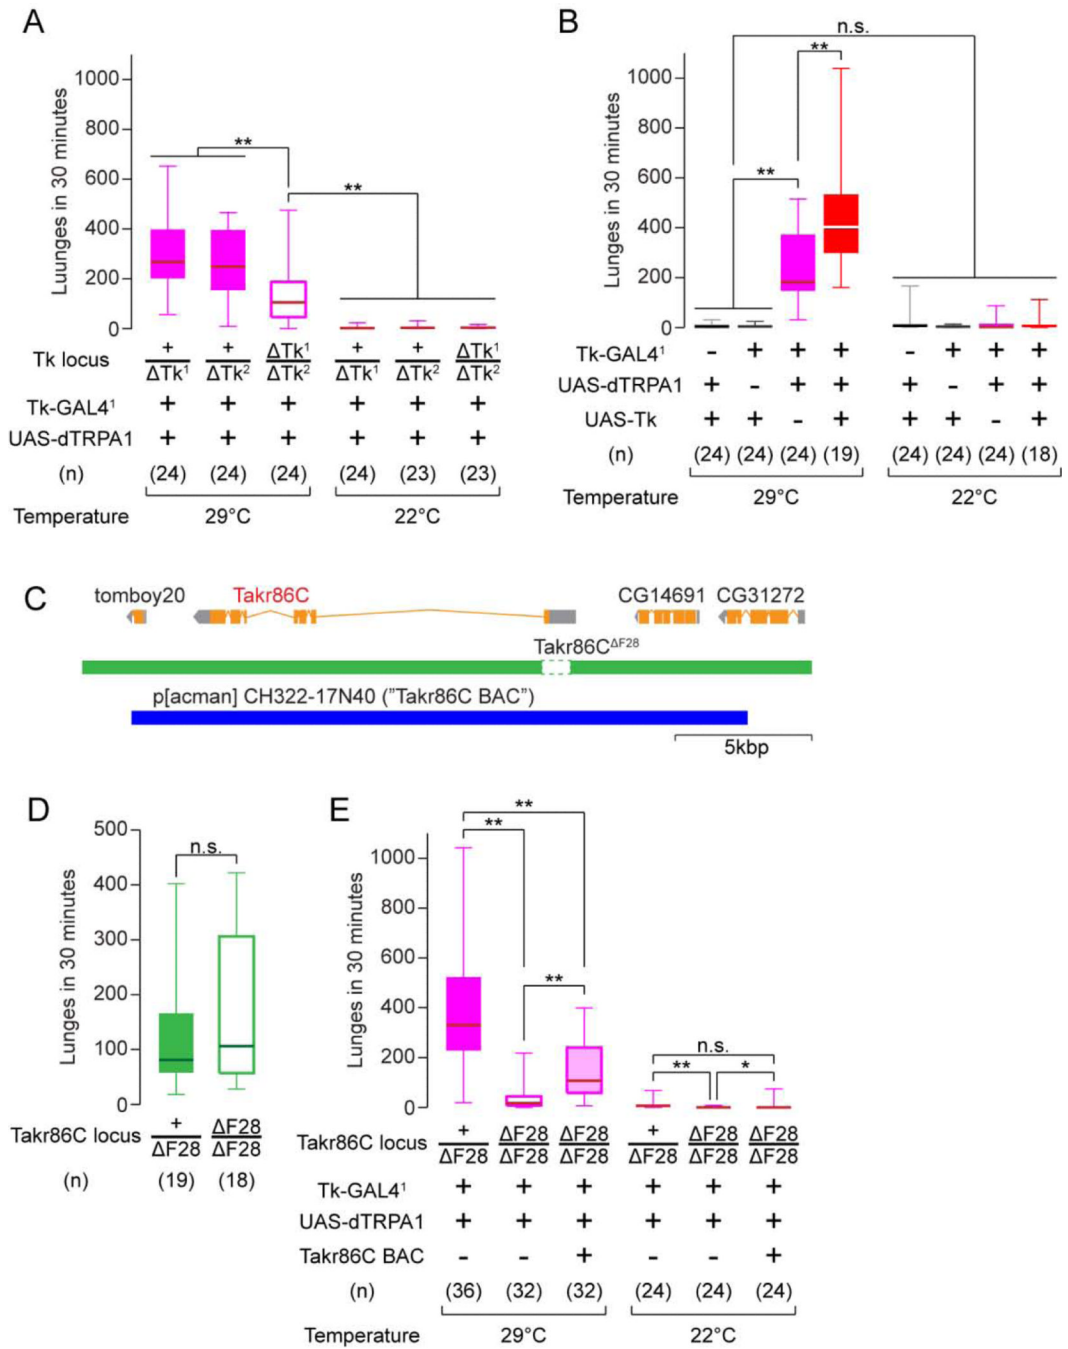 A
Luunges in 30 minutes
1000
800
600
400
200
0
**
**
Tk locus
+ + ΔTk¹ + + ΔTk¹
ΔTk¹ ΔTk² ΔTk² ΔTk¹ ΔTk² ΔTk²
Tk-GAL4¹ + + + + + +
UAS-dTRPA1 + + + + + +
(n) (24) (24) (24) (24) (23) (23)
Temperature 29°C 22°C
B
Lunges in 30 minutes
1000
800
600
400
200
0
n.s.
**
**
Tk-GAL4¹ - + + + - + + +
UAS-dTRPA1 + - + + + - + +
UAS-Tk + + - + + + - +
(n) (24) (24) (24) (19) (24) (24) (24) (18)
Temperature 29°C 22°C
C
tomboy20 Takr86C CG14691 CG31272
Takr86C^ΔF28
p[acman] CH322-17N40 ("Takr86C BAC")
5kbp
D
Lunges in 30 minutes
500
400
300
200
100
0
n.s.
Takr86C locus
+ ΔF28
ΔF28 ΔF28
(n) (19) (18)
E
Lunges in 30 minutes
1000
800
600
400
200
0
**
**
**
n.s.
** *
Takr86C locus
+ ΔF28 ΔF28 + ΔF28 ΔF28
ΔF28 ΔF28 ΔF28 ΔF28 ΔF28 ΔF28
Tk-GAL4¹ + + + + + +
UAS-dTRPA1 + + + + + +
Takr86C BAC - - + - - +
(n) (36) (32) (32) (24) (24) (24)
Temperature 29°C 22°C